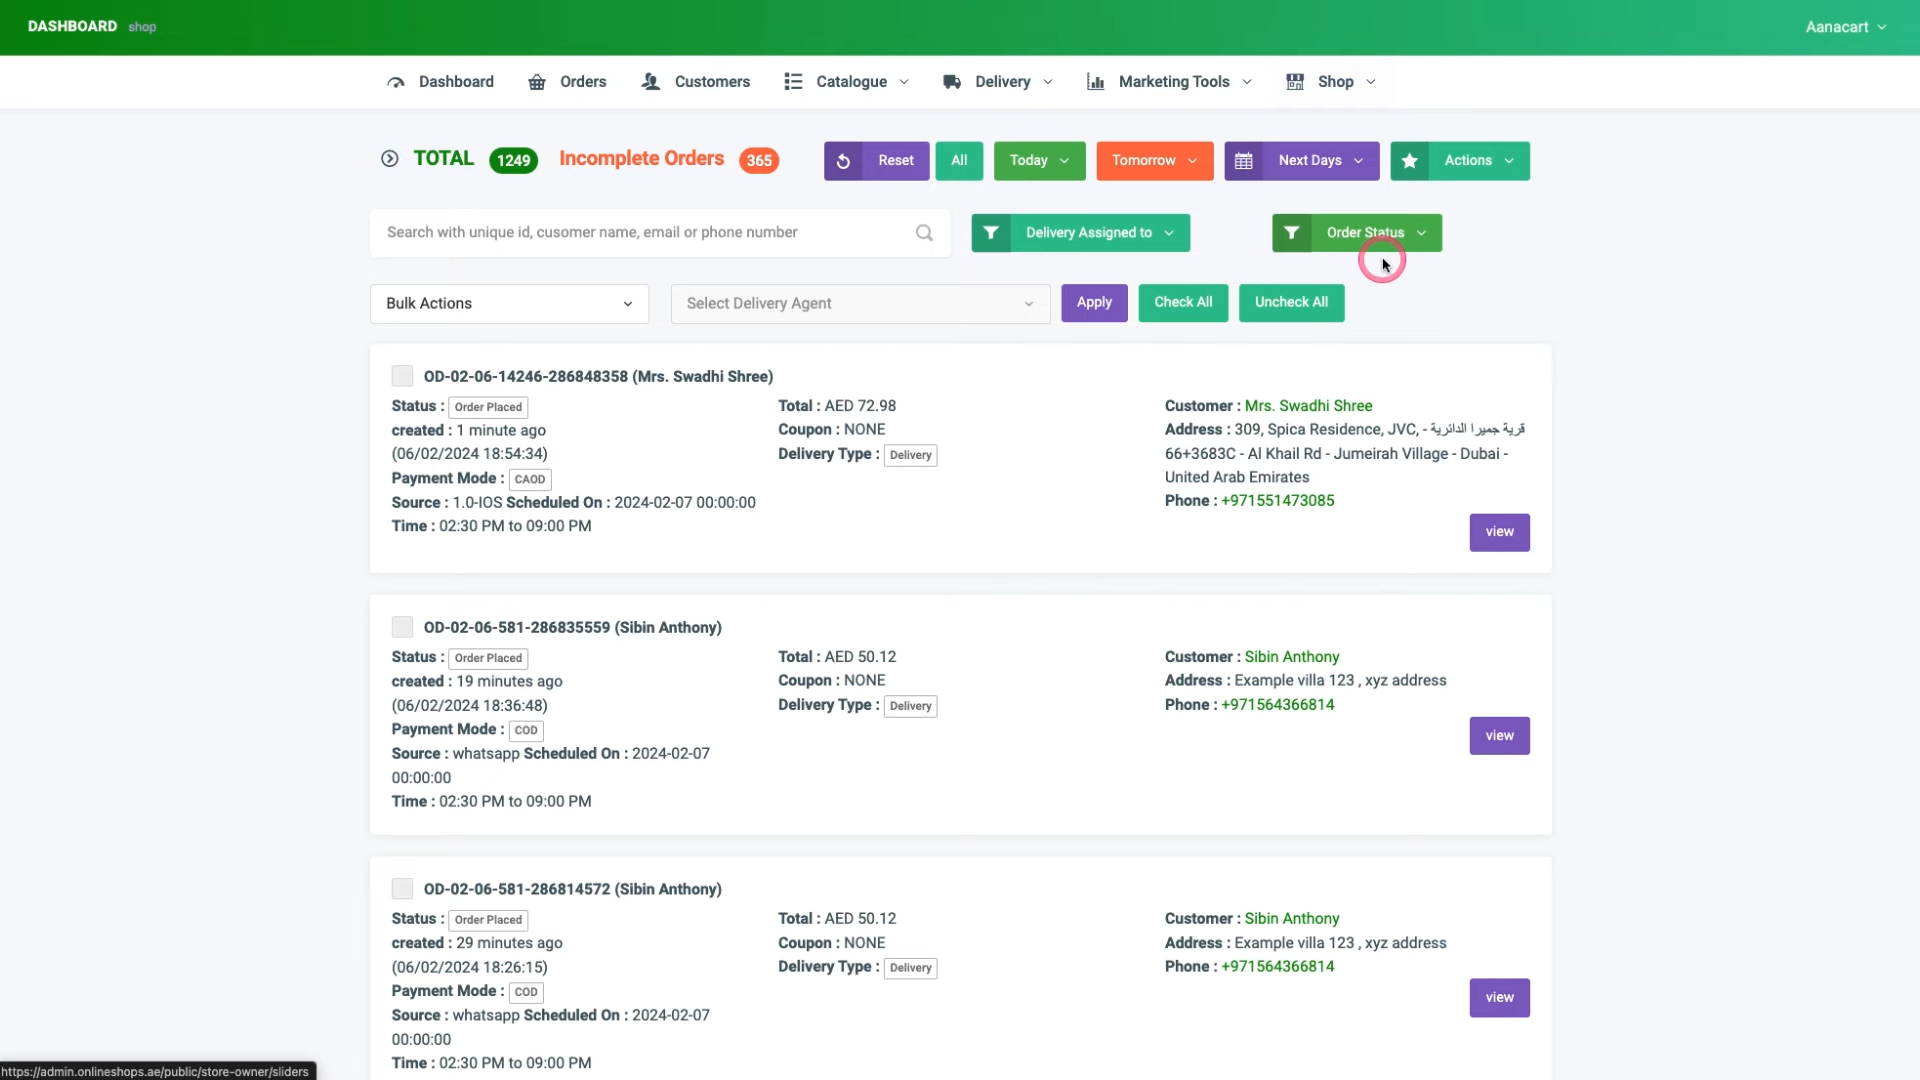 DASHBOARD shop
Aanacart
Dashboard Orders Customers Catalogue Delivery Marketing Tools Shop
TOTAL 1249 Incomplete Orders 365 Reset All Today Tomorrow Next Days Actions
Search with unique id, cusomer name, email or phone number
Delivery Assigned to
Order Status
Bulk Actions
Select Delivery Agent
Apply Check All Uncheck All
OD-02-06-14246-286848358 (Mrs. Swadhi Shree)
Status : Order Placed
created : 1 minute ago
(06/02/2024 18:54:34)
Payment Mode : CAOD
Source : 1.0-IOS Scheduled On : 2024-02-07 00:00:00
Time : 02:30 PM to 09:00 PM
Total : AED 72.98
Coupon : NONE
Delivery Type : Delivery
Customer : Mrs. Swadhi Shree
Address : 309, Spica Residence, JVC, - قرية جميرا الدائرية
66+3683C - Al Khail Rd - Jumeirah Village - Dubai -
United Arab Emirates
Phone : +971551473085
view
OD-02-06-581-286835559 (Sibin Anthony)
Status : Order Placed
created : 19 minutes ago
(06/02/2024 18:36:48)
Payment Mode : COD
Source : whatsapp Scheduled On : 2024-02-07
00:00:00
Time : 02:30 PM to 09:00 PM
Total : AED 50.12
Coupon : NONE
Delivery Type : Delivery
Customer : Sibin Anthony
Address : Example villa 123 , xyz address
Phone : +971564366814
view
OD-02-06-581-286814572 (Sibin Anthony)
Status : Order Placed
created : 29 minutes ago
(06/02/2024 18:26:15)
Payment Mode : COD
Source : whatsapp Scheduled On : 2024-02-07
00:00:00
Time : 02:30 PM to 09:00 PM
Total : AED 50.12
Coupon : NONE
Delivery Type : Delivery
Customer : Sibin Anthony
Address : Example villa 123 , xyz address
Phone : +971564366814
view
https://admin.onlineshops.ae/public/store-owner/sliders